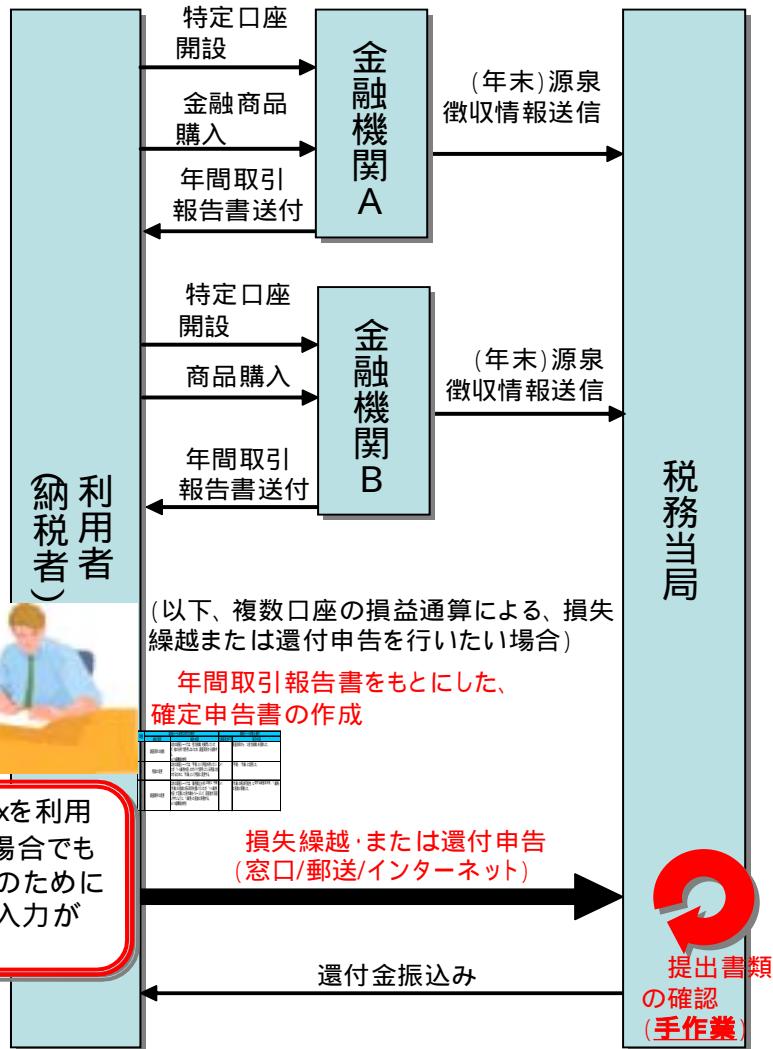 特定口座
開設
金融商品
購入
年間取引
報告書送付
金融機関A
(年末)源泉
徴収情報送信
特定口座
開設
商品購入
年間取引
報告書送付
金融機関B
(年末)源泉
徴収情報送信
利用者
(納税者)
税務当局
(以下、複数口座の損益通算による、損失
繰越または還付申告を行いたい場合)
年間取引報告書をもとにした、
確定申告書の作成
xを利用
場合でも
のために
入力が
損失繰越・または還付申告
(窓口/郵送/インターネット)
還付金振込み
提出書類
の確認
(手作業)